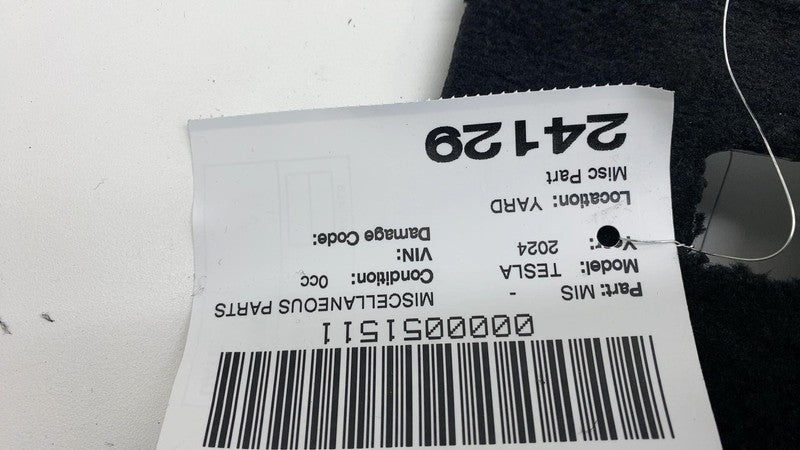 0000051511
Part: MIS - MISCELLANEOUS PARTS
Model: TESLA Condition: 0cc
Year: 2024 VIN:
Damage Code:
Location: YARD
Misc Part
24129